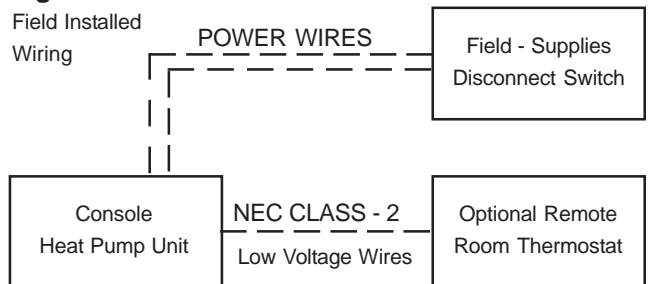 Field Installed
Wiring
POWER WIRES
Field - Supplies
Disconnect Switch
Console
Heat Pump Unit
NEC CLASS - 2
Low Voltage Wires
Optional Remote
Room Thermostat